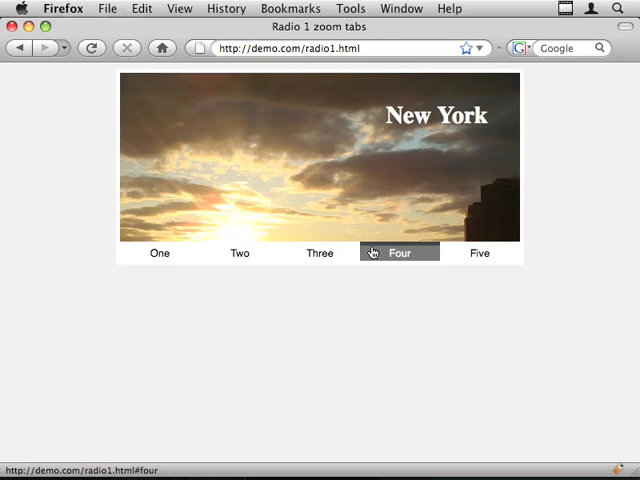 Firefox File Edit View History Bookmarks Tools Window Help
Radio 1 zoom tabs
http://demo.com/radio1.html
Google
New York
One Two Three Four Five
http://demo.com/radio1.html#four